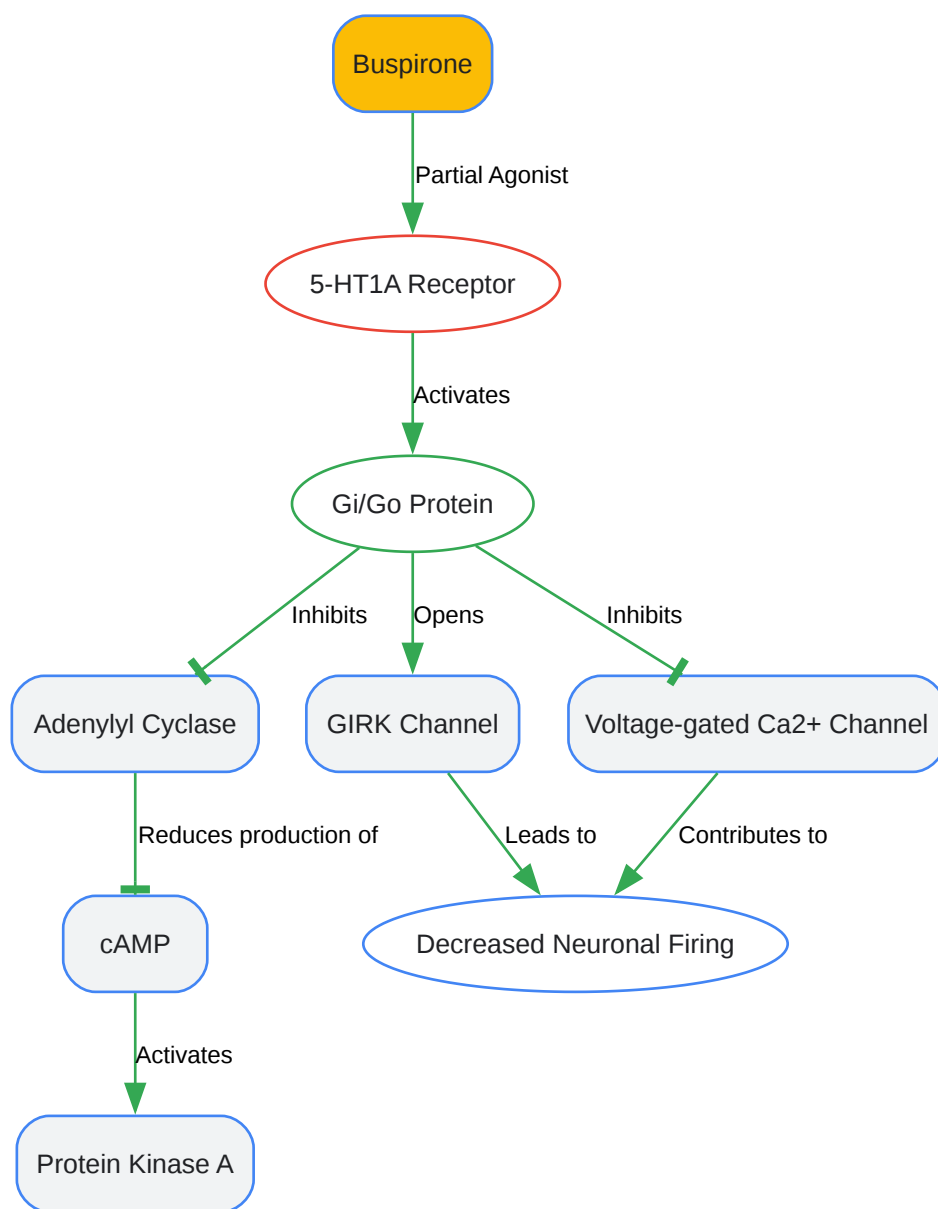 Buspirone
Partial Agonist
5-HT1A Receptor
Activates
Gi/Go Protein
Inhibits
Opens
Inhibits
Adenylyl Cyclase
GIRK Channel
Voltage-gated Ca2+ Channel
Reduces production of
Leads to
Contributes to
cAMP
Decreased Neuronal Firing
Activates
Protein Kinase A